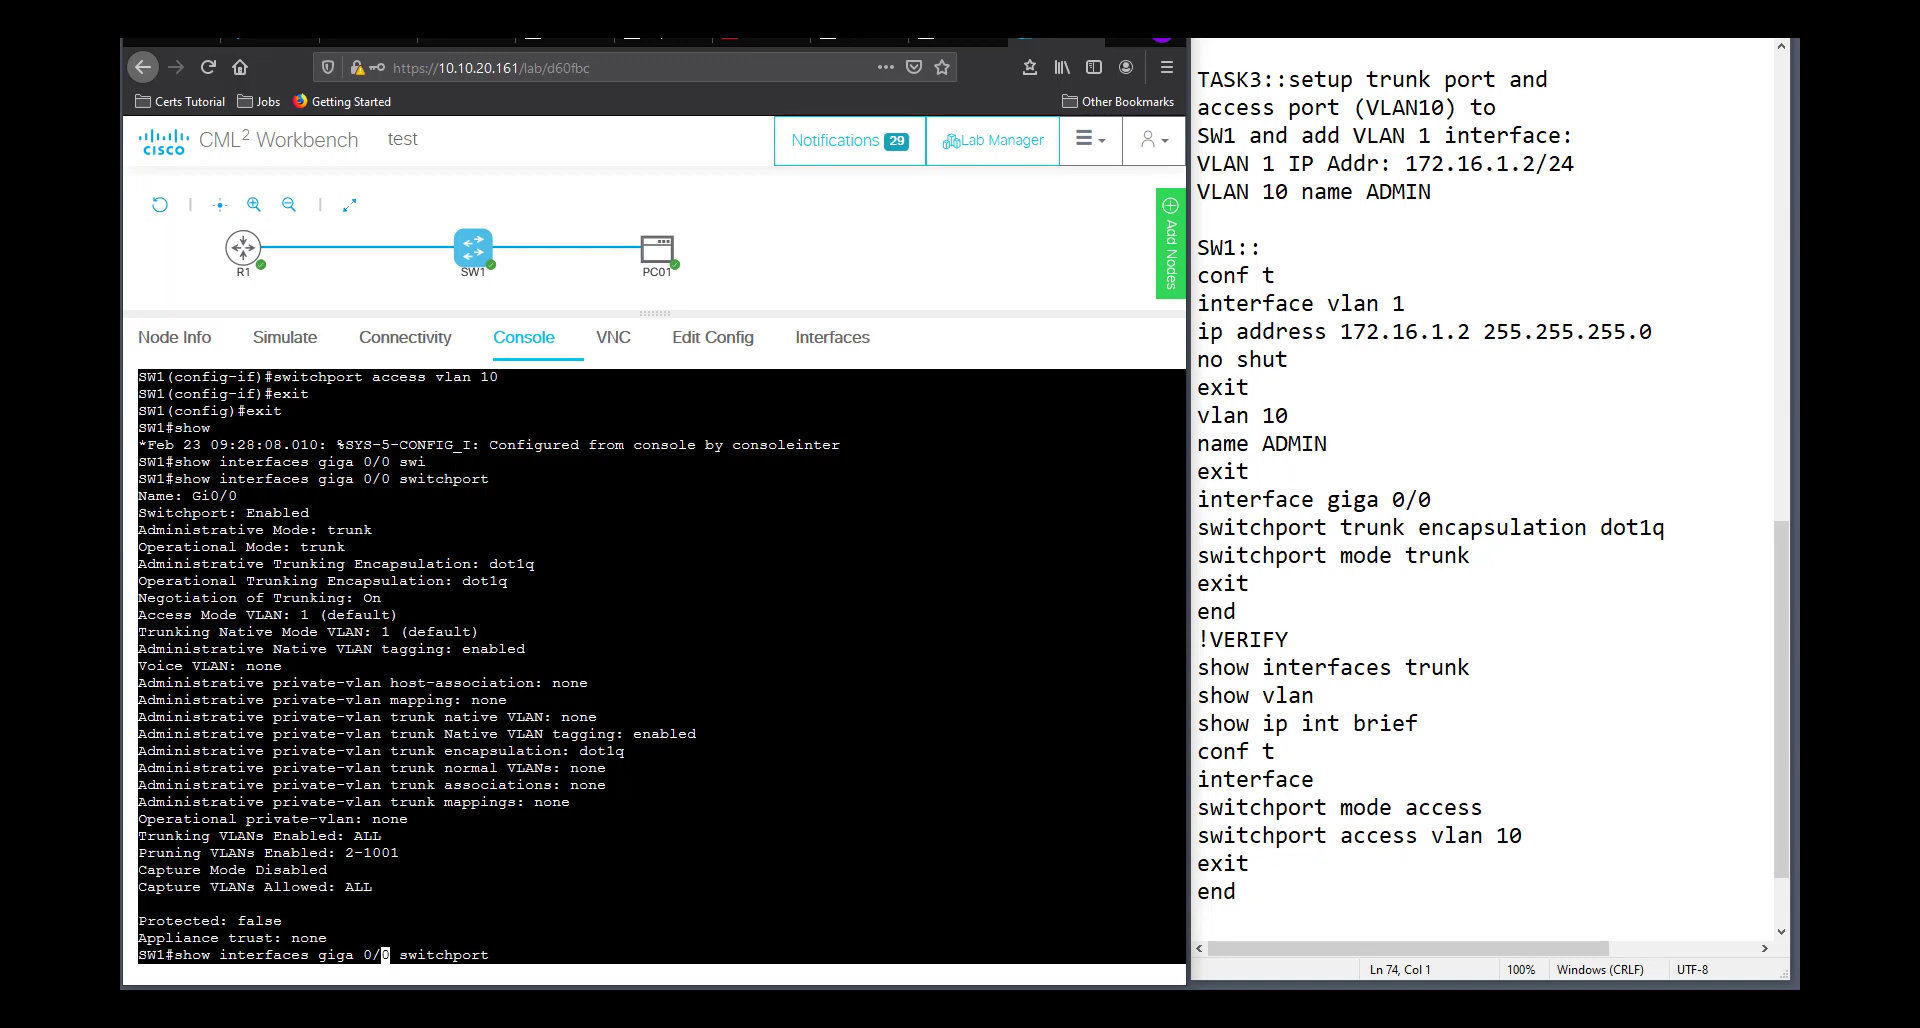 https://10.10.20.161/lab/d60fbc
Certs Tutorial
Jobs
Getting Started
Other Bookmarks
CISCO
CML2 Workbench
test
Notifications 29
Lab Manager
Add Nodes
R1
SW1
PC01
Node Info
Simulate
Connectivity
Console
VNC
Edit Config
Interfaces
SW1(config-if)#switchport access vlan 10
SW1(config-if)#exit
SW1(config)#exit
SW1#show
*Feb 23 09:28:08.010: %SYS-5-CONFIG_I: Configured from console by consoleinter
SW1#show interfaces giga 0/0 swi
SW1#show interfaces giga 0/0 switchport
Name: Gi0/0
Switchport: Enabled
Administrative Mode: trunk
Operational Mode: trunk
Administrative Trunking Encapsulation: dot1q
Operational Trunking Encapsulation: dot1q
Negotiation of Trunking: On
Access Mode VLAN: 1 (default)
Trunking Native Mode VLAN: 1 (default)
Administrative Native VLAN tagging: enabled
Voice VLAN: none
Administrative private-vlan host-association: none
Administrative private-vlan mapping: none
Administrative private-vlan trunk native VLAN: none
Administrative private-vlan trunk Native VLAN tagging: enabled
Administrative private-vlan trunk encapsulation: dot1q
Administrative private-vlan trunk normal VLANs: none
Administrative private-vlan trunk associations: none
Administrative private-vlan trunk mappings: none
Operational private-vlan: none
Trunking VLANs Enabled: ALL
Pruning VLANs Enabled: 2-1001
Capture Mode Disabled
Capture VLANs Allowed: ALL
Protected: false
Appliance trust: none
SW1#show interfaces giga 0/0 switchport
TASK3::setup trunk port and
access port (VLAN10) to
SW1 and add VLAN 1 interface:
VLAN 1 IP Addr: 172.16.1.2/24
VLAN 10 name ADMIN
SW1::
conf t
interface vlan 1
ip address 172.16.1.2 255.255.255.0
no shut
exit
vlan 10
name ADMIN
exit
interface giga 0/0
switchport trunk encapsulation dot1q
switchport mode trunk
exit
end
!VERIFY
show interfaces trunk
show vlan
show ip int brief
conf t
interface
switchport mode access
switchport access vlan 10
exit
end
Ln 74, Col 1
100%
Windows (CRLF)
UTF-8